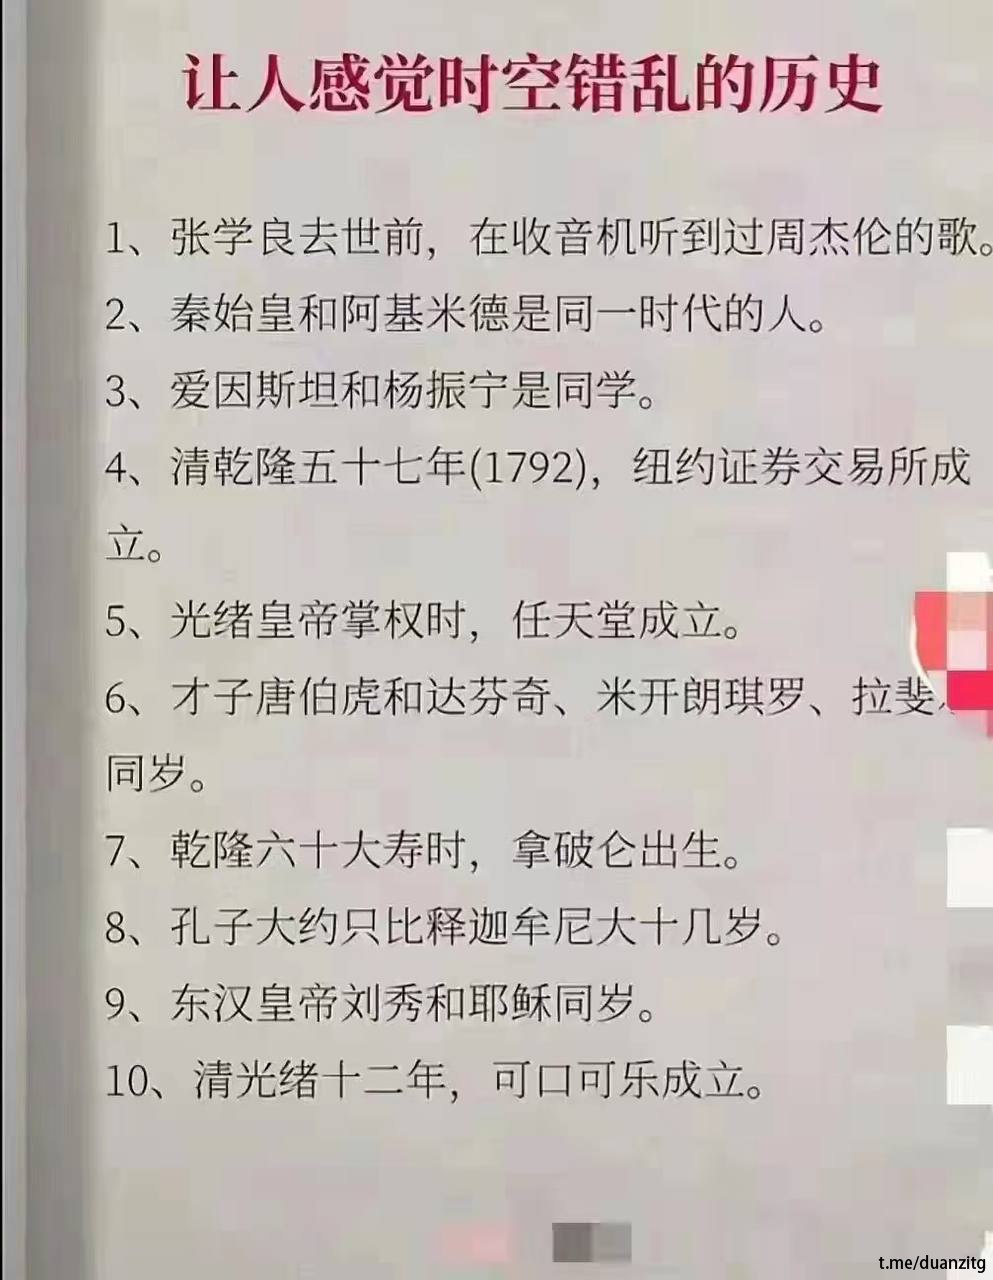 让人感觉时空错乱的历史
1、张学良去世前，在收音机听到过周杰伦的歌。
2、秦始皇和阿基米德是同一时代的人。
3、爱因斯坦和杨振宁是同学。
4、清乾隆五十七年(1792)，纽约证券交易所成
立。
5、光绪皇帝掌权时，任天堂成立。
6、才子唐伯虎和达芬奇、米开朗琪罗、拉斐
同岁。
7、乾隆六十大寿时，拿破仑出生。
8、孔子大约只比释迦牟尼大十几岁。
9、东汉皇帝刘秀和耶稣同岁。
10、清光绪十二年，可口可乐成立。
t.me/duanzitg